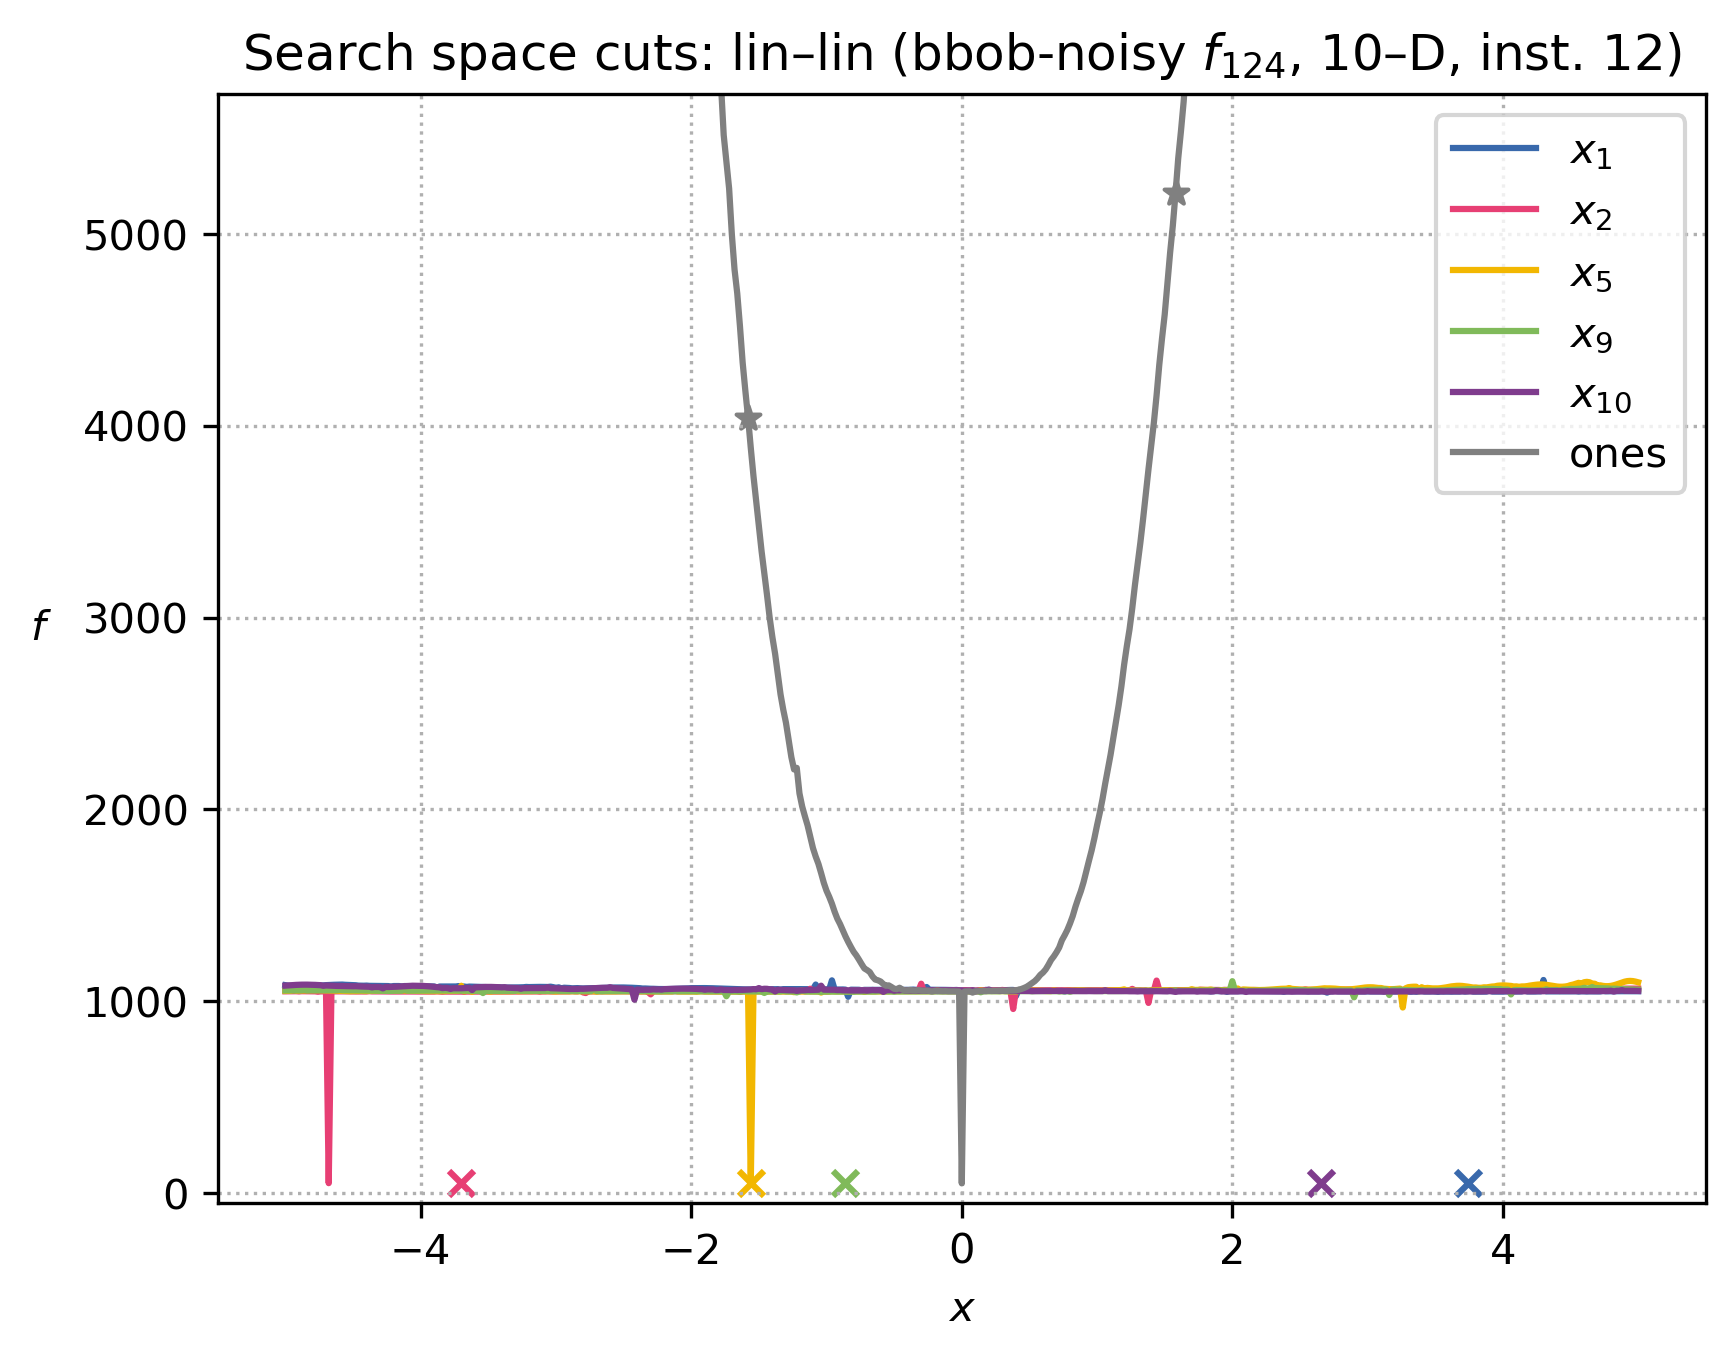 Search space cuts: lin–lin (bbob-noisy f124, 10–D, inst. 12)
x1
x2
x5
x9
x10
ones
5000
4000
3000
2000
1000
0
f
−4
−2
0
2
4
x